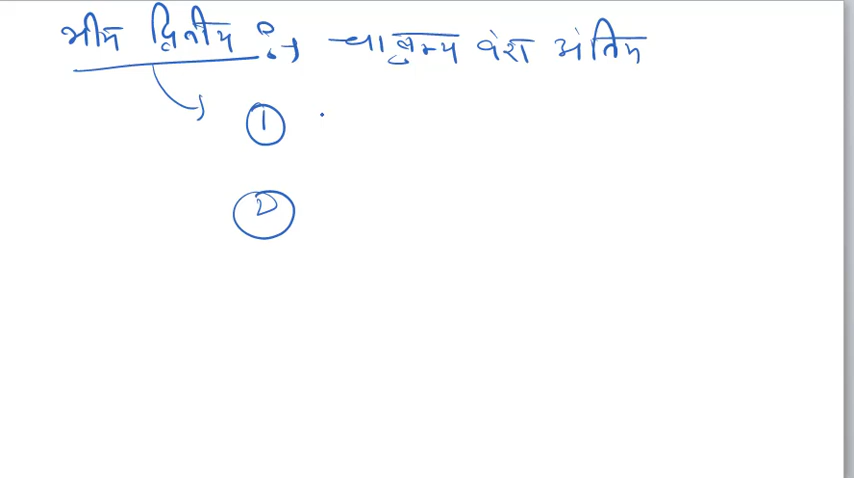 भीम द्वितीय :→ चालुक्य वंश अंतिम
①
②